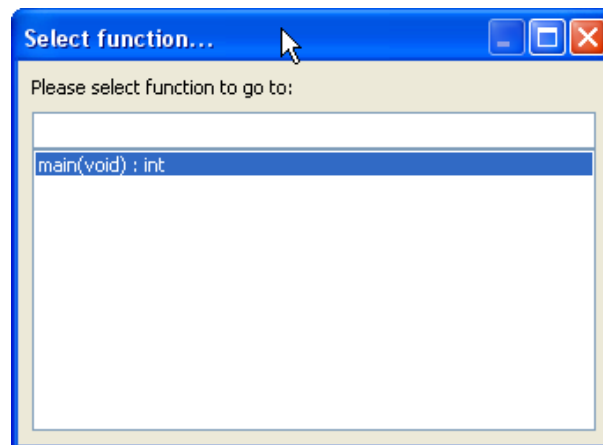 Select function...
Please select function to go to:
main(void) : int